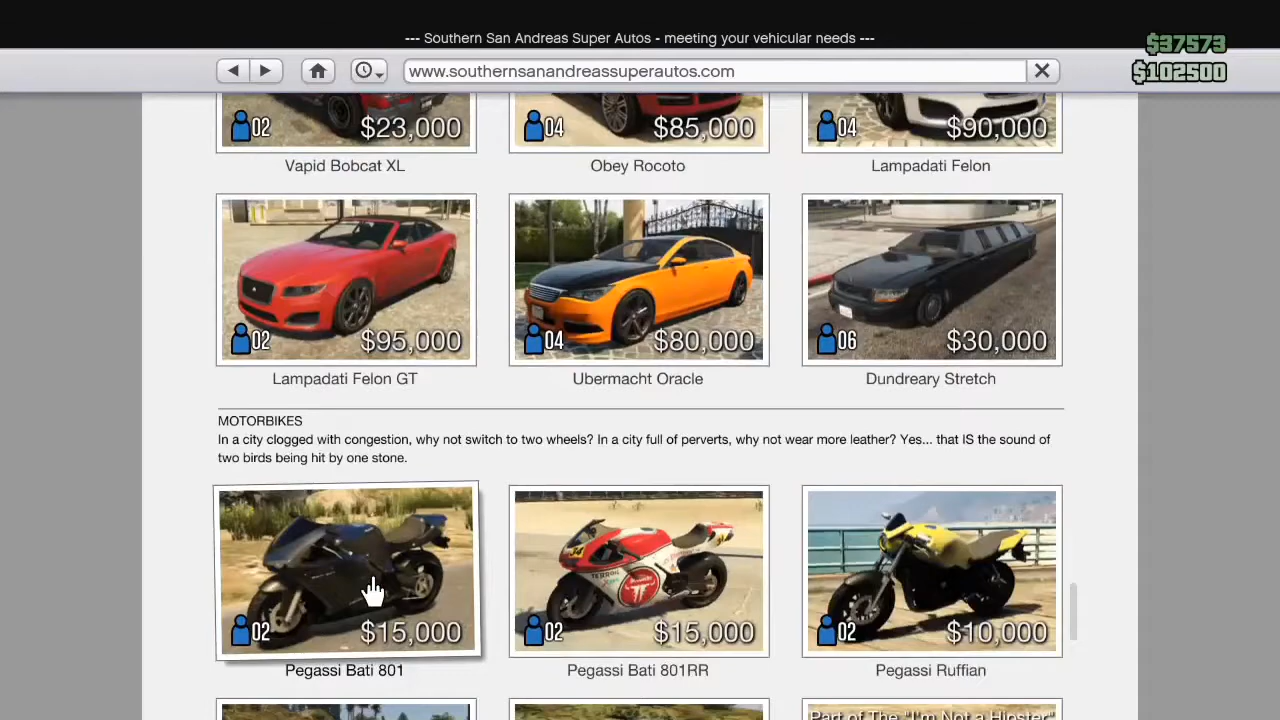 --- Southern San Andreas Super Autos - meeting your vehicular needs ---
$37573
$102500
www.southernsanandreassuperautos.com
02 $23,000
04 $85,000
04 $90,000
Vapid Bobcat XL
Obey Rocoto
Lampadati Felon
02 $95,000
04 $80,000
06 $30,000
Lampadati Felon GT
Ubermacht Oracle
Dundreary Stretch
MOTORBIKES
In a city clogged with congestion, why not switch to two wheels? In a city full of perverts, why not wear more leather? Yes... that IS the sound of
two birds being hit by one stone.
02 $15,000
02 $15,000
02 $10,000
Pegassi Bati 801
Pegassi Bati 801RR
Pegassi Ruffian
Part of The "I'm Not a Hipster"